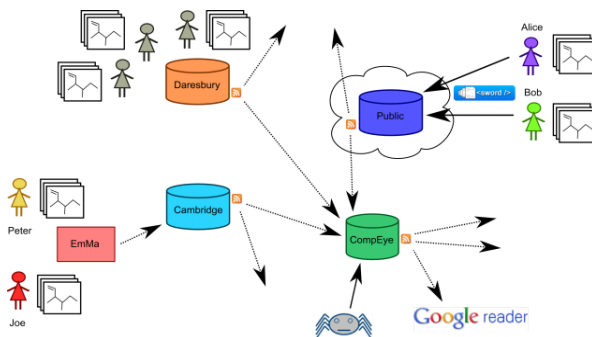 Alice
Daresbury
<sword />
Public
Bob
Cambridge
Peter
EmMa
CompEye
Joe
Google reader